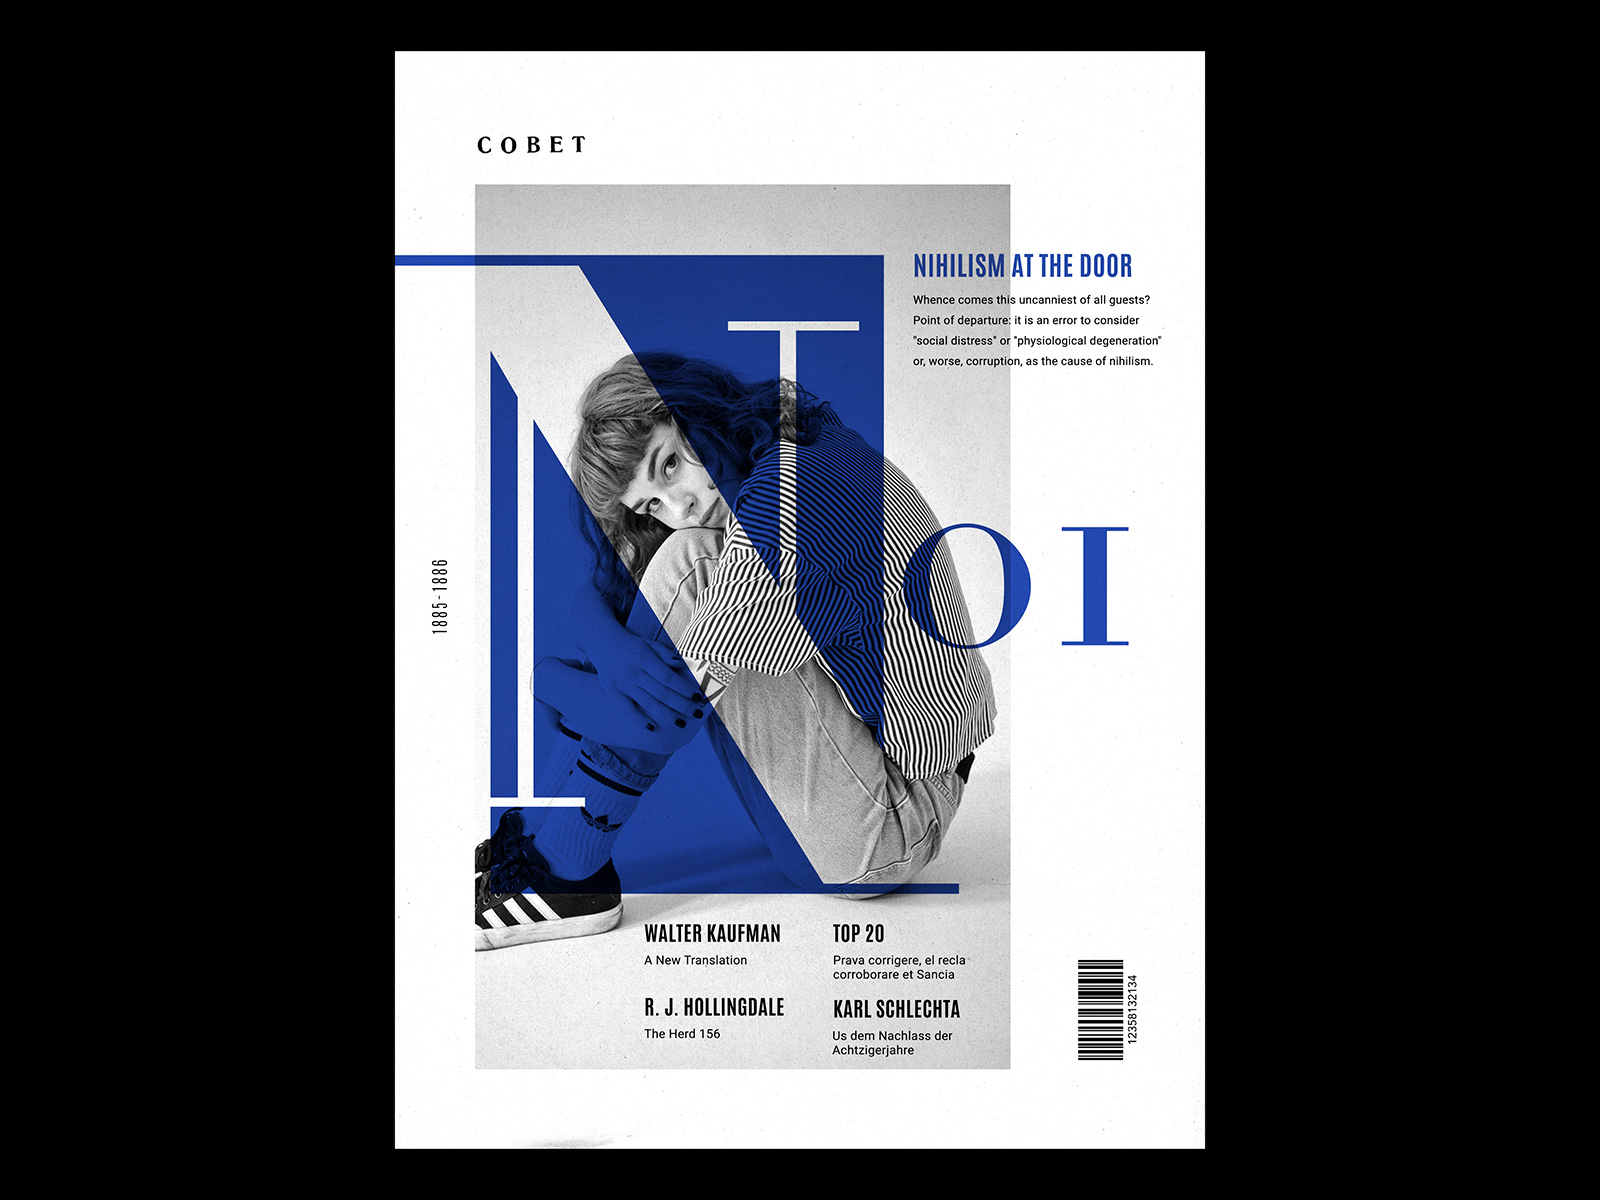 COBET
NIHILISM AT THE DOOR
Whence comes this uncanniest of all guests?
Point of departure: it is an error to consider
"social distress" or "physiological degeneration"
or, worse, corruption, as the cause of nihilism.
N
01
1885-1886
WALTER KAUFMAN
A New Translation
R. J. HOLLINGDALE
The Herd 156
TOP 20
Prava corrigere, el recla
corroborare et Sancia
KARL SCHLECHTA
Us dem Nachlass der
Achtzigerjahre
12358132134